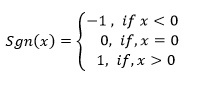 −1, if x < 0
Sgn(x) = { 0, if, x = 0
1, if, x > 0